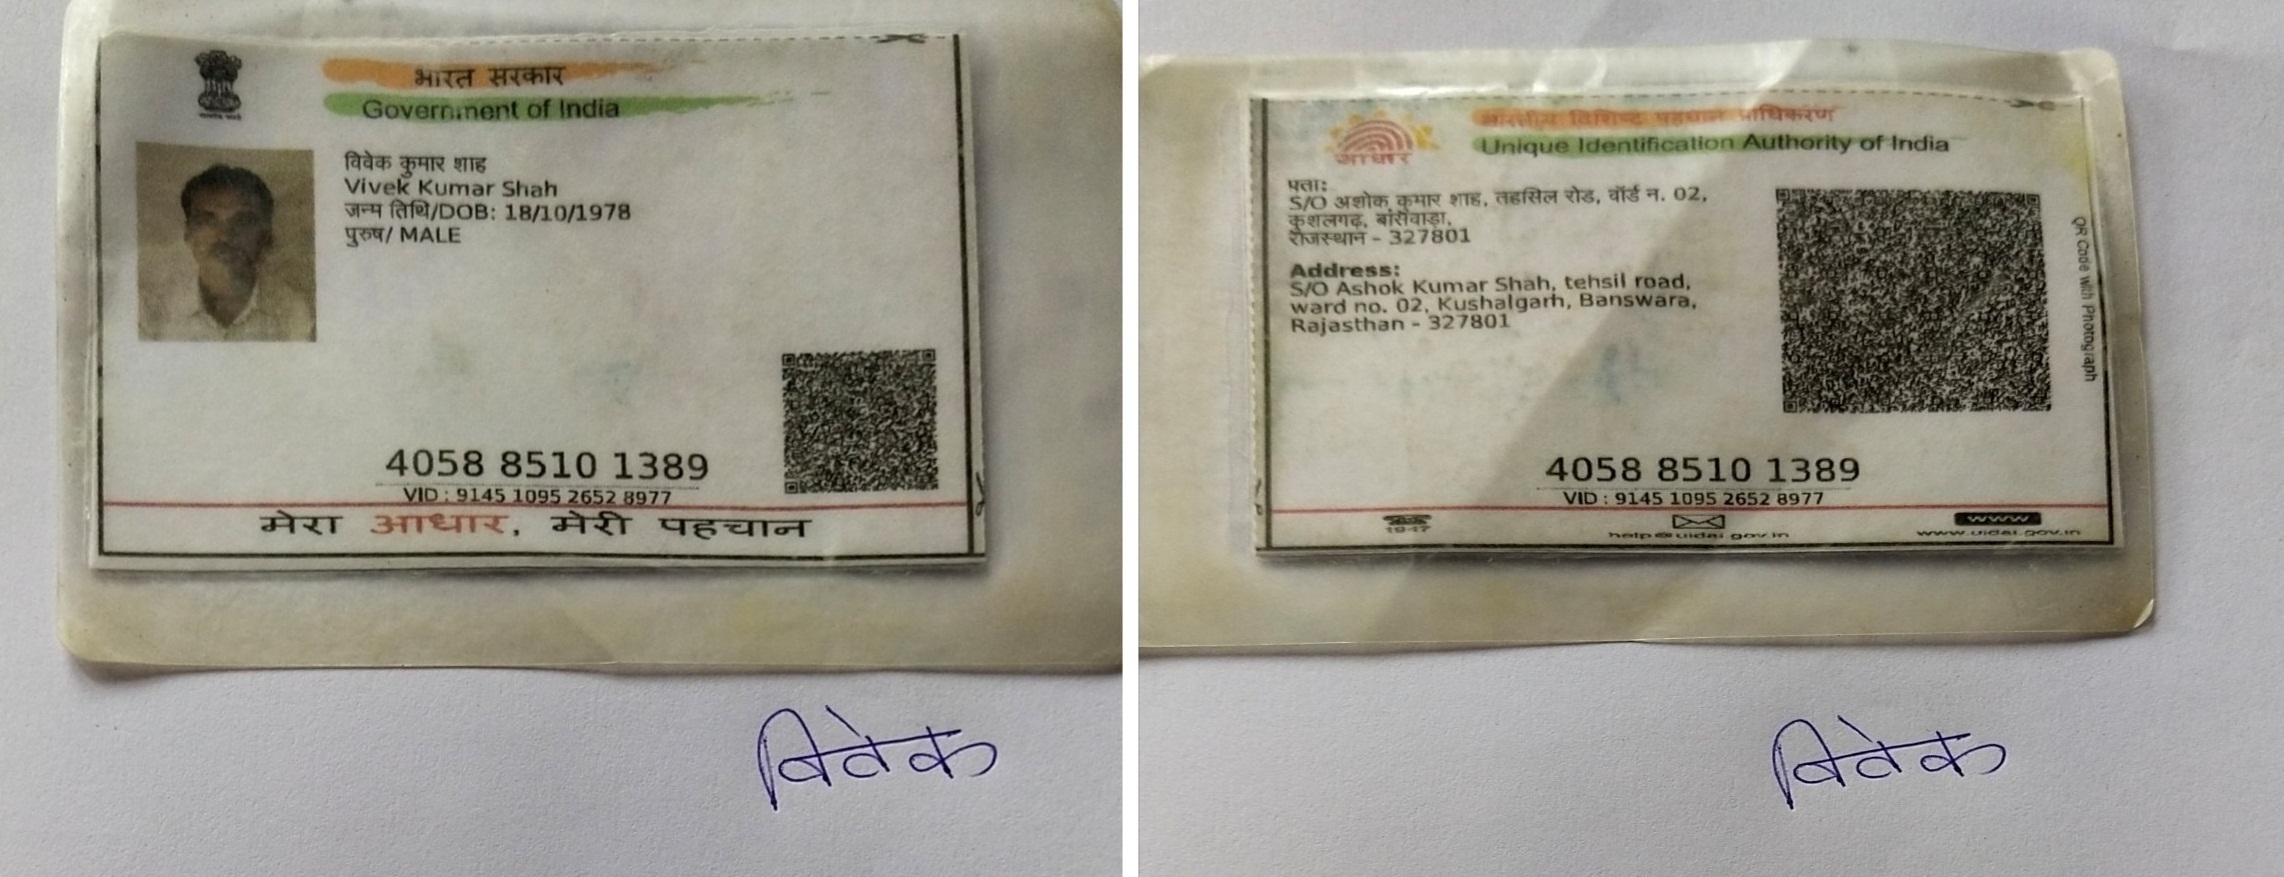 भारत सरकार
Government of India
विवेक कुमार शाह
Vivek Kumar Shah
जन्म तिथि/DOB: 18/10/1978
पुरुष/ MALE
4058 8510 1389
VID : 9145 1095 2652 8977
मेरा आधार, मेरी पहचान
विवेक
भारतीय विशिष्ट पहचान प्राधिकरण
Unique Identification Authority of India
आधार
पता:
S/O अशोक कुमार शाह, तहसिल रोड, वॉर्ड न. 02,
कुशलगढ़, बांसवाड़ा,
राजस्थान - 327801
Address:
S/O Ashok Kumar Shah, tehsil road,
ward no. 02, Kushalgarh, Banswara,
Rajasthan - 327801
QR Code with Photograph
4058 8510 1389
VID : 9145 1095 2652 8977
1947
help@uidai.gov.in
www
www.uidai.gov.in
विवेक